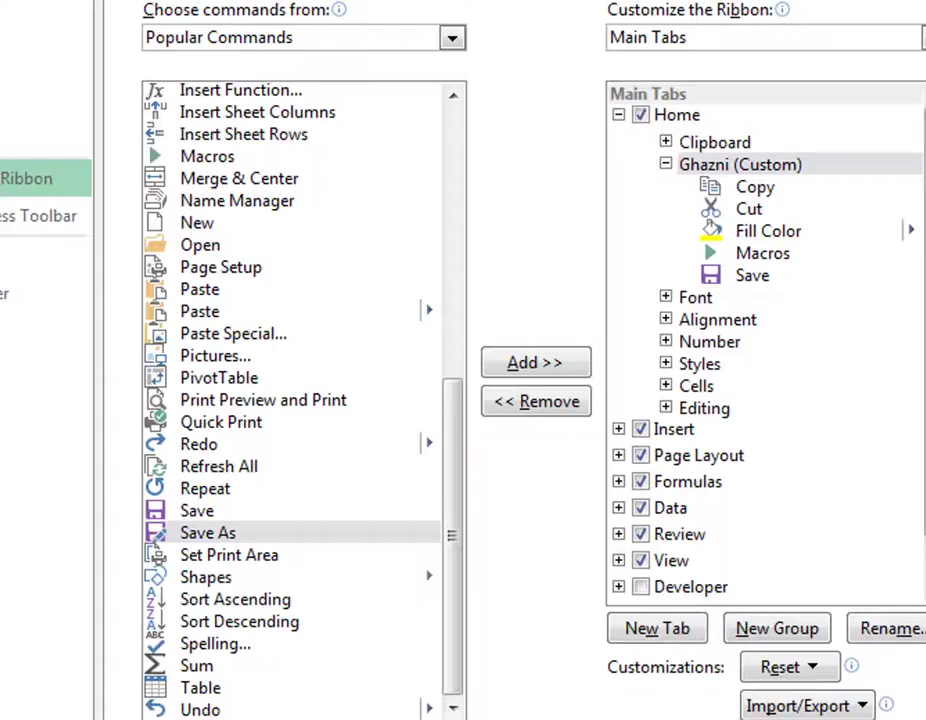 Choose commands from:
Popular Commands
Insert Function...
Insert Sheet Columns
Insert Sheet Rows
Macros
Merge & Center
Name Manager
New
Open
Page Setup
Paste
Paste
Paste Special...
Pictures...
PivotTable
Print Preview and Print
Quick Print
Redo
Refresh All
Repeat
Save
Save As
Set Print Area
Shapes
Sort Ascending
Sort Descending
Spelling...
Sum
Table
Undo
Ribbon
ess Toolbar
er
Add >>
<< Remove
Customize the Ribbon:
Main Tabs
Main Tabs
Home
Clipboard
Ghazni (Custom)
Copy
Cut
Fill Color
Macros
Save
Font
Alignment
Number
Styles
Cells
Editing
Insert
Page Layout
Formulas
Data
Review
View
Developer
New Tab New Group Rename..
Customizations: Reset
Import/Export